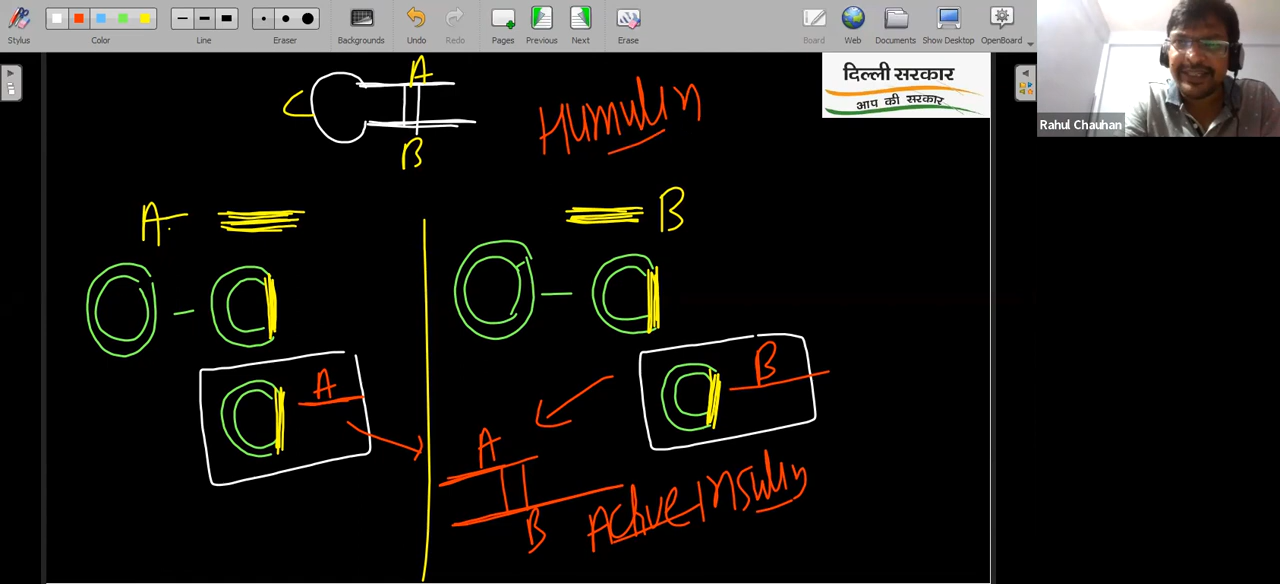 Stylus
Color
Line
Eraser
Backgrounds
Undo
Redo
Pages
Previous
Next
Erase
Board
Web
Documents
Show Desktop
OpenBoard
Rahul Chauhan
दिल्ली सरकार
आप की सरकार
A
C
B
Humulin
A
B
A
B
A
B
Active insulin